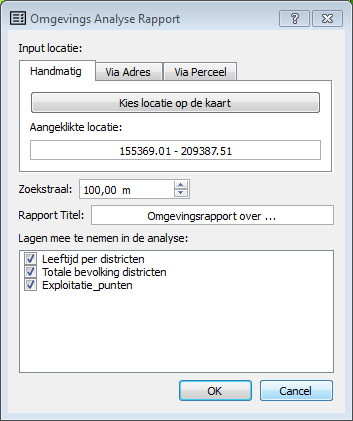 Omgevings Analyse Rapport
Input locatie:
Handmatig Via Adres Via Perceel
Kies locatie op de kaart
Aangeklikte locatie:
155369.01 - 209387.51
Zoekstraal: 100,00 m
Rapport Titel: Omgevingsrapport over ...
Lagen mee te nemen in de analyse:
Leeftijd per districten
Totale bevolking districten
Exploitatie_punten
OK Cancel